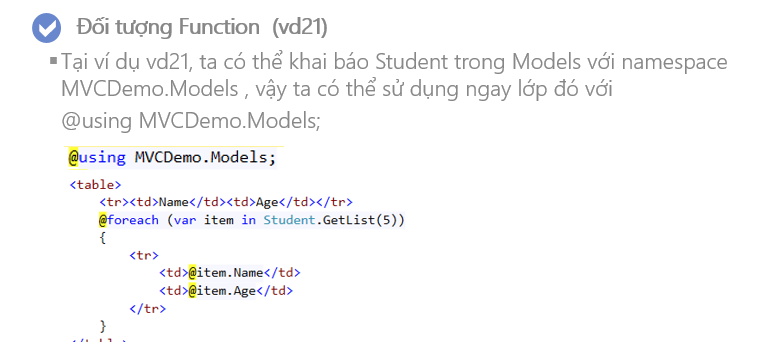 Đối tượng Function (vd21)
Tại ví dụ vd21, ta có thể khai báo Student trong Models với namespace
MVCDemo.Models , vậy ta có thể sử dụng ngay lớp đó với
@using MVCDemo.Models;
@using MVCDemo.Models;
<table>
<tr><td>Name</td><td>Age</td></tr>
@foreach (var item in Student.GetList(5))
{
<tr>
<td>@item.Name</td>
<td>@item.Age</td>
</tr>
}
</table>